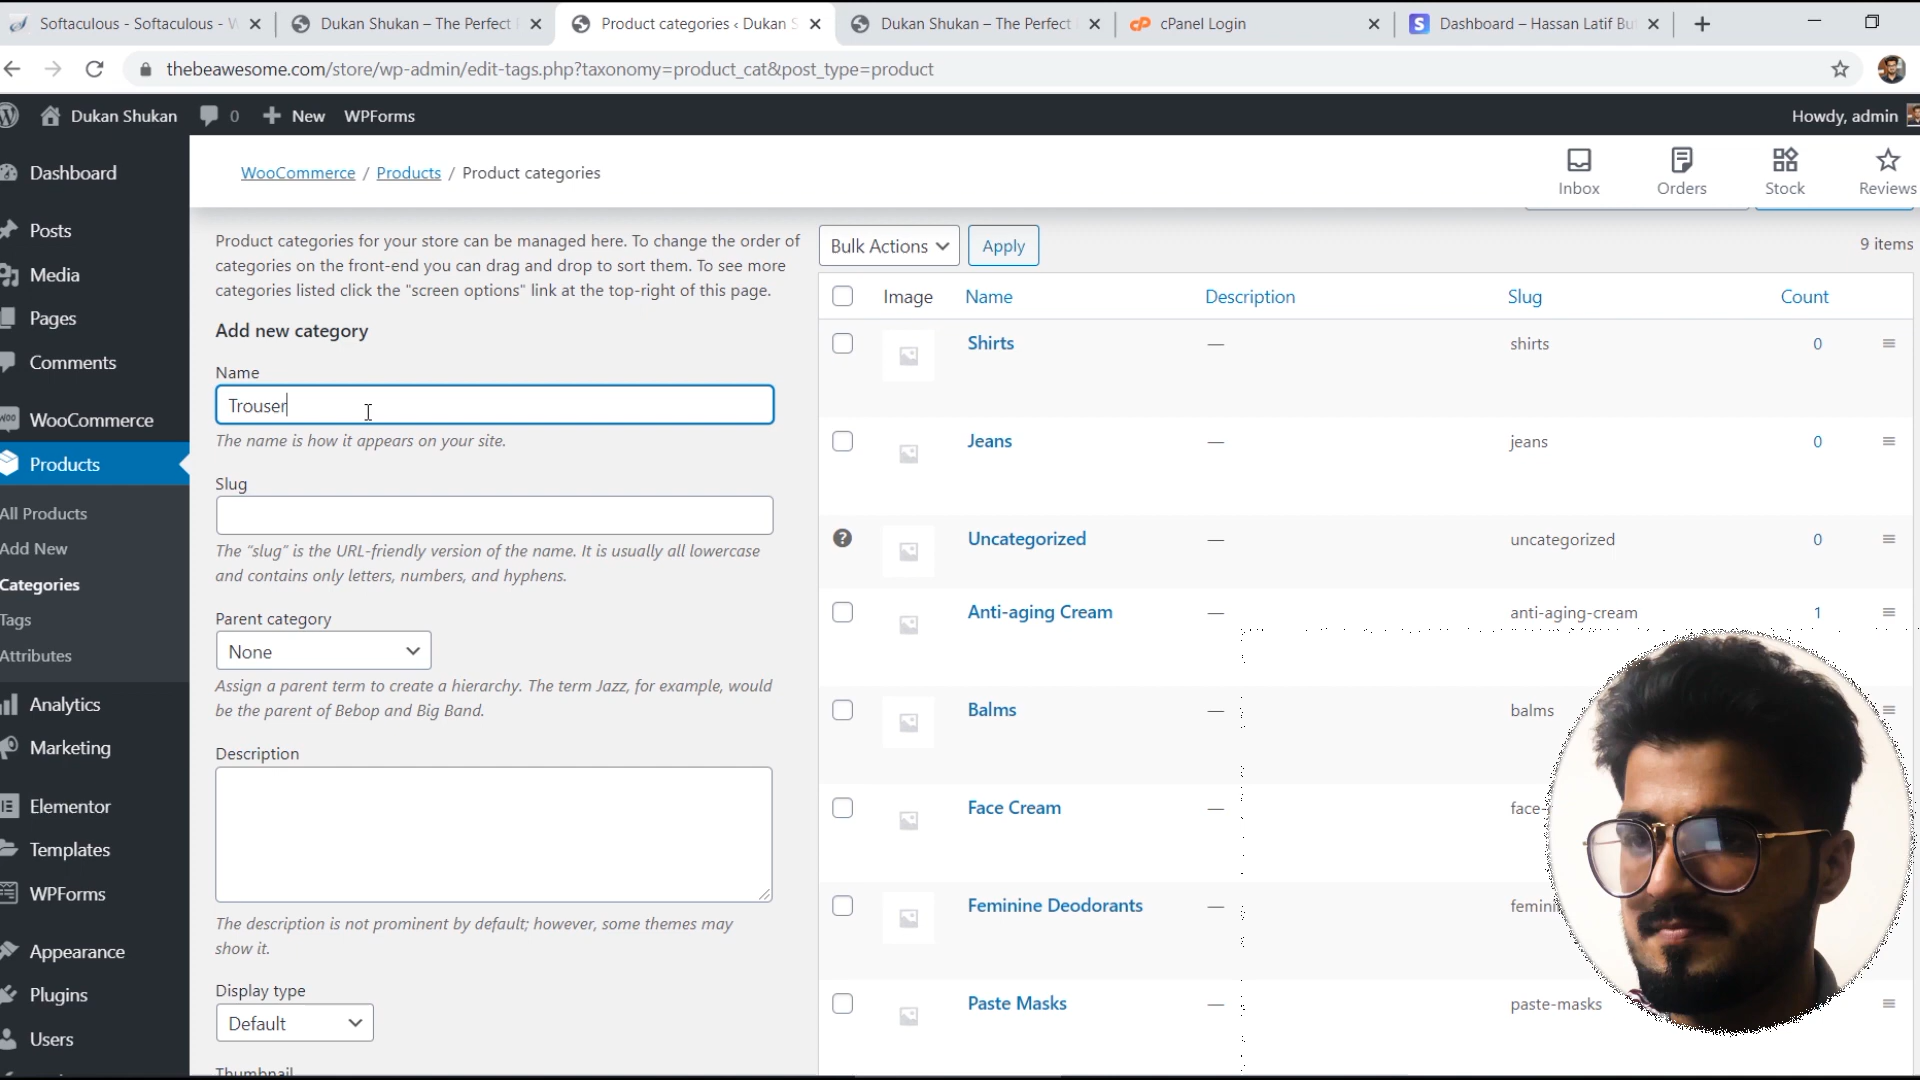 Softaculous - Softaculous - W
Dukan Shukan – The Perfect
Product categories ‹ Dukan S
Dukan Shukan – The Perfect
cPanel Login
Dashboard – Hassan Latif Bu
thebeawesome.com/store/wp-admin/edit-tags.php?taxonomy=product_cat&post_type=product
Dukan Shukan
0
New
WPForms
Howdy, admin
Dashboard
Posts
Media
Pages
Comments
WooCommerce
Products
All Products
Add New
Categories
Tags
Attributes
Analytics
Marketing
Elementor
Templates
WPForms
Appearance
Plugins
Users
WooCommerce / Products / Product categories
Inbox
Orders
Stock
Reviews
Product categories for your store can be managed here. To change the order of
categories on the front-end you can drag and drop to sort them. To see more
categories listed click the "screen options" link at the top-right of this page.
Add new category
Name
Trouser
The name is how it appears on your site.
Slug
The “slug” is the URL-friendly version of the name. It is usually all lowercase
and contains only letters, numbers, and hyphens.
Parent category
None
Assign a parent term to create a hierarchy. The term Jazz, for example, would
be the parent of Bebop and Big Band.
Description
The description is not prominent by default; however, some themes may
show it.
Display type
Default
Thumbnail
Bulk Actions
Apply
9 items
Image Name Description Slug Count
Shirts — shirts 0
Jeans — jeans 0
Uncategorized — uncategorized 0
Anti-aging Cream — anti-aging-cream 1
Balms — balms
Face Cream — face-
Feminine Deodorants — femini
Paste Masks — paste-masks